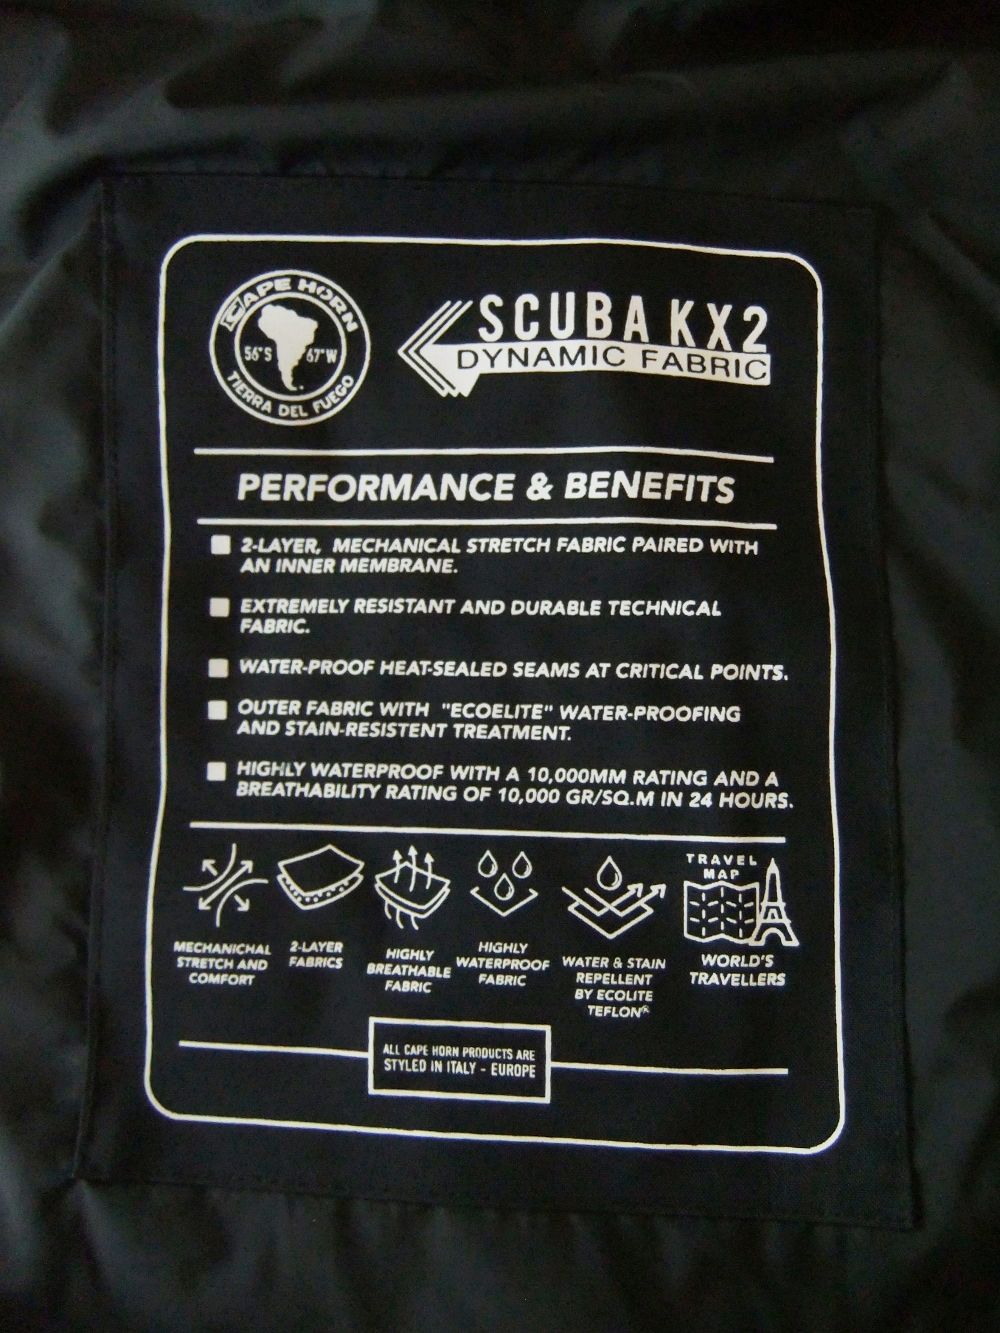 CAPE HORN
56°S 67°W
TIERRA DEL FUEGO
SCUBA KX2
DYNAMIC FABRIC
PERFORMANCE & BENEFITS
2-LAYER, MECHANICAL STRETCH FABRIC PAIRED WITH
AN INNER MEMBRANE.
EXTREMELY RESISTANT AND DURABLE TECHNICAL
FABRIC.
WATER-PROOF HEAT-SEALED SEAMS AT CRITICAL POINTS.
OUTER FABRIC WITH "ECOELITE" WATER-PROOFING
AND STAIN-RESISTENT TREATMENT.
HIGHLY WATERPROOF WITH A 10,000MM RATING AND A
BREATHABILITY RATING OF 10,000 GR/SQ.M IN 24 HOURS.
MECHANICHAL
STRETCH AND
COMFORT
2-LAYER
FABRICS
HIGHLY
BREATHABLE
FABRIC
HIGHLY
WATERPROOF
FABRIC
WATER & STAIN
REPELLENT
BY ECOLITE
TEFLON®
TRAVEL
MAP
WORLD'S
TRAVELLERS
ALL CAPE HORN PRODUCTS ARE
STYLED IN ITALY - EUROPE